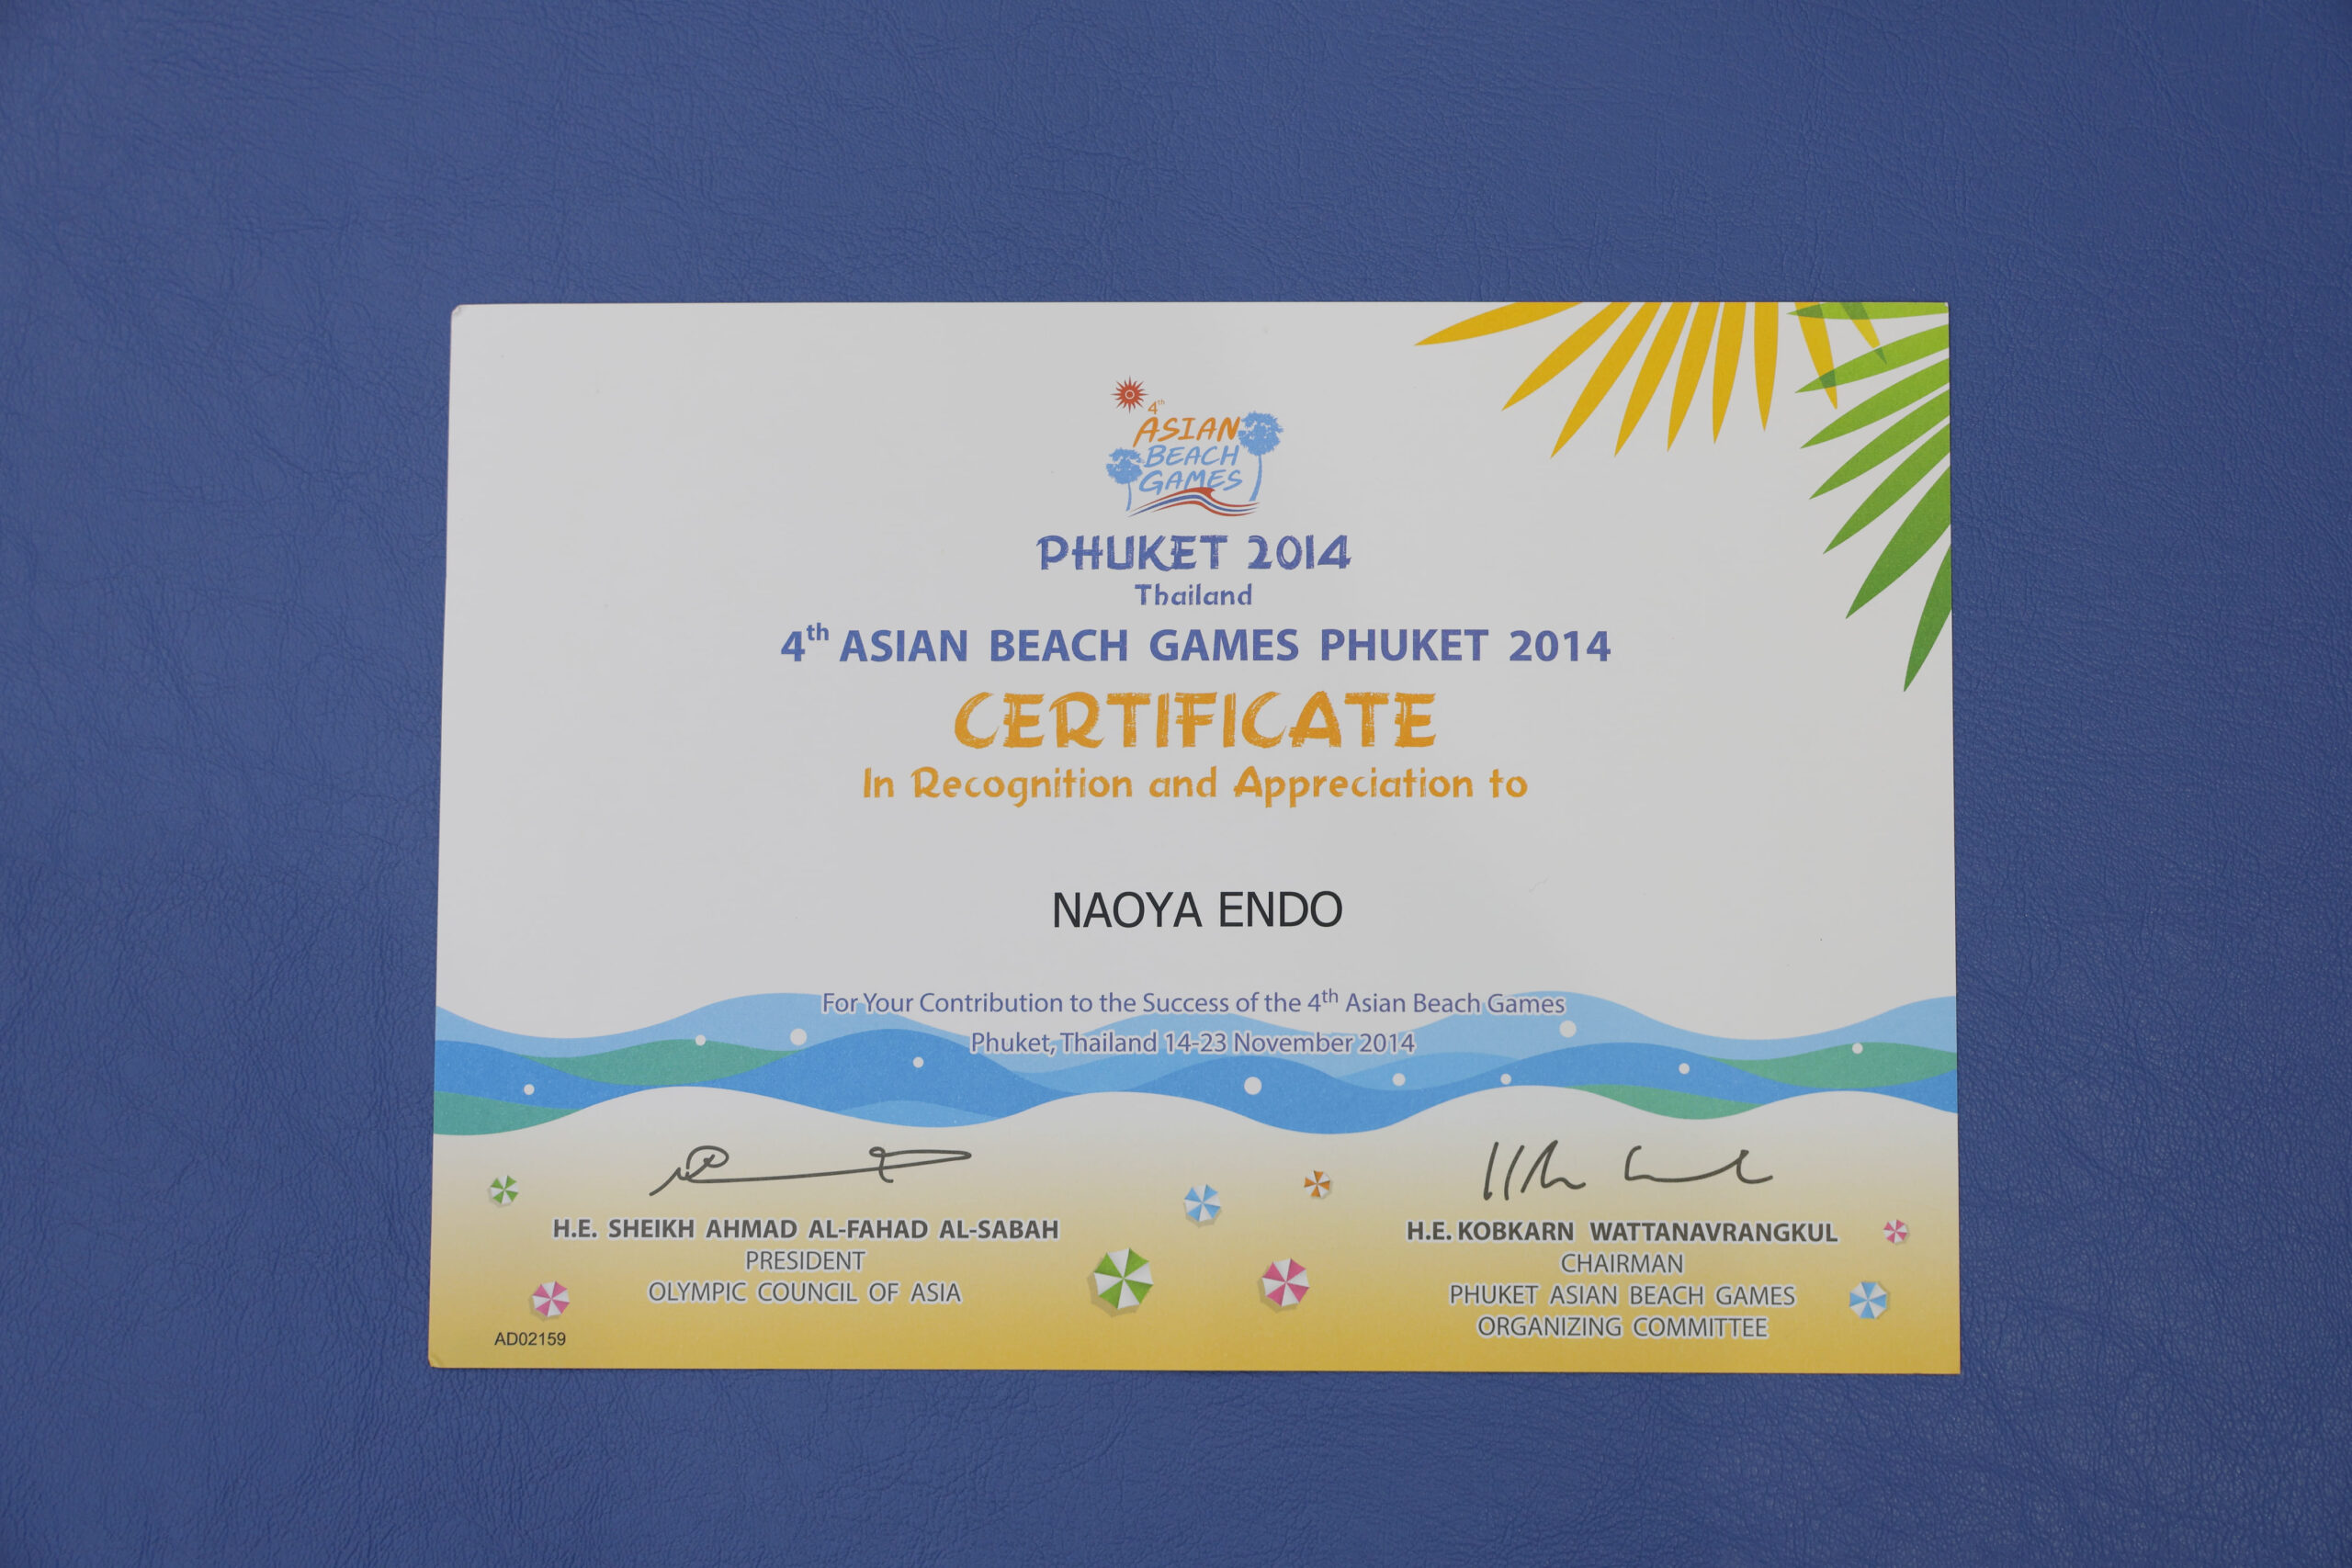 4th
ASIAN
BEACH
GAMES
PHUKET 2014
Thailand
4th ASIAN BEACH GAMES PHUKET 2014
CERTIFICATE
In Recognition and Appreciation to
NAOYA ENDO
For Your Contribution to the Success of the 4th Asian Beach Games
Phuket, Thailand 14-23 November 2014
H.E. SHEIKH AHMAD AL-FAHAD AL-SABAH
PRESIDENT
OLYMPIC COUNCIL OF ASIA
AD02159
H.E. KOBKARN WATTANAVRANGKUL
CHAIRMAN
PHUKET ASIAN BEACH GAMES
ORGANIZING COMMITTEE